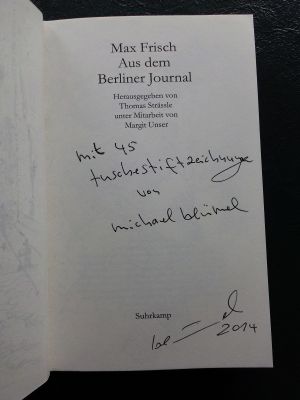 Max Frisch
Aus dem
Berliner Journal
Herausgegeben von
Thomas Strässle
unter Mitarbeit von
Margit Unser
mit 45
tuschestiftzeichnungen
von
michael blümel
Suhrkamp
2014